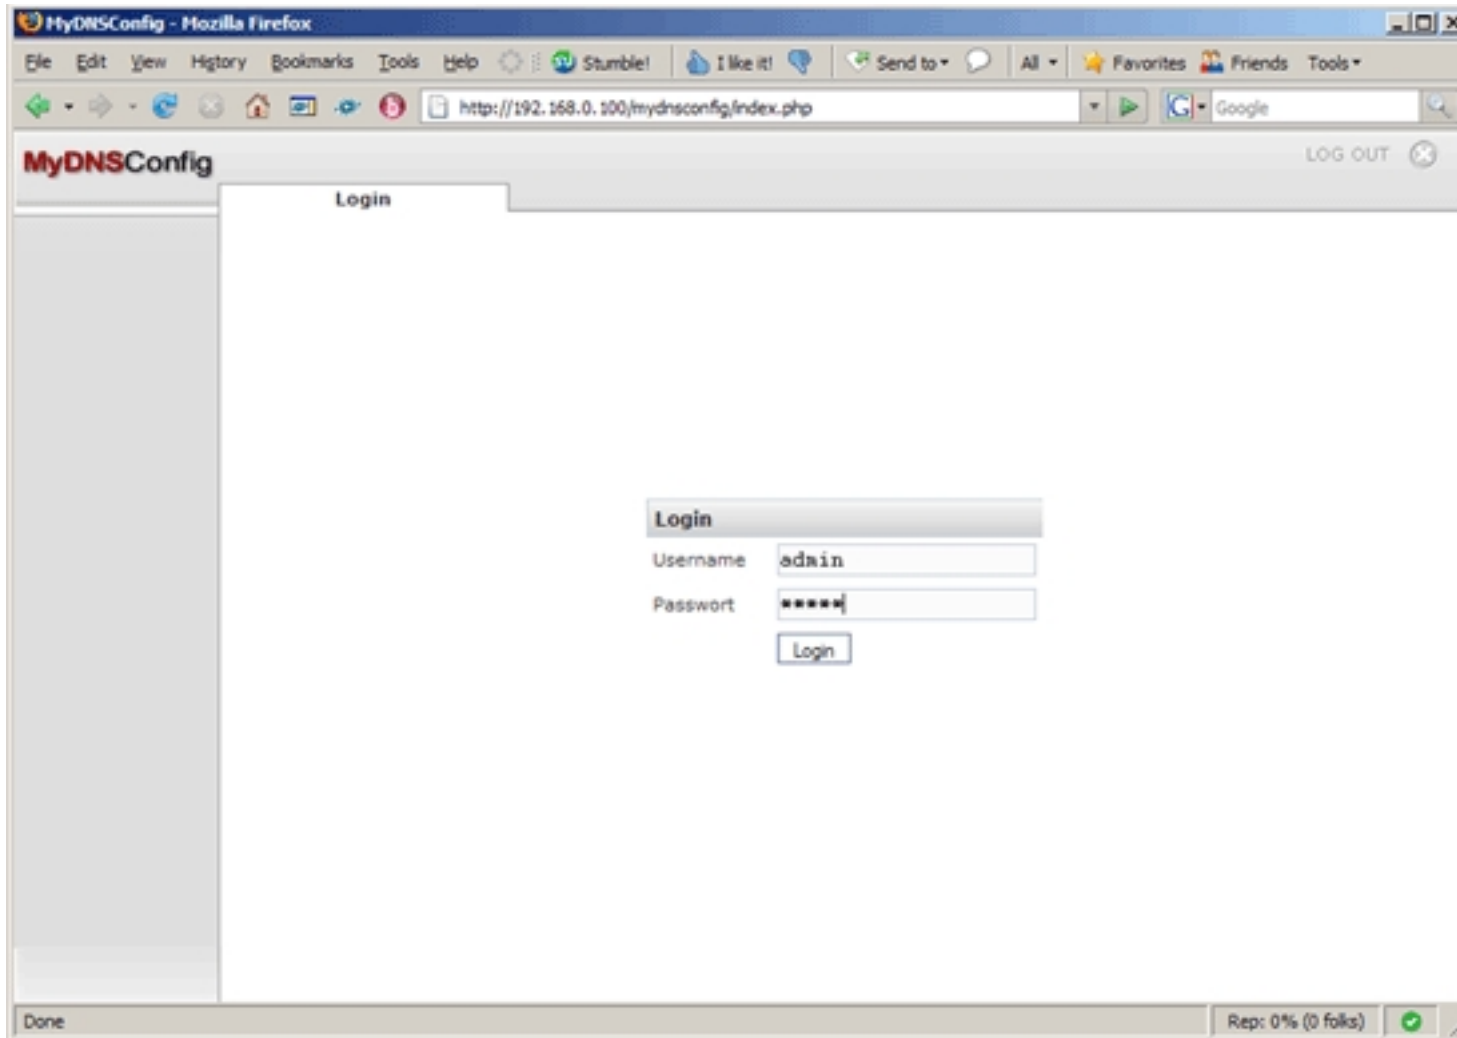 MyDNSConfig - Mozilla Firefox
File Edit View History Bookmarks Tools Help Stumble! I like it! Send to All Favorites Friends Tools
http://192.168.0.100/mydnsconfig/index.php G Google
MyDNSConfig
LOG OUT
Login
Login
Username admin
Passwort *****
Login
Done
Rep: 0% (0 folks)